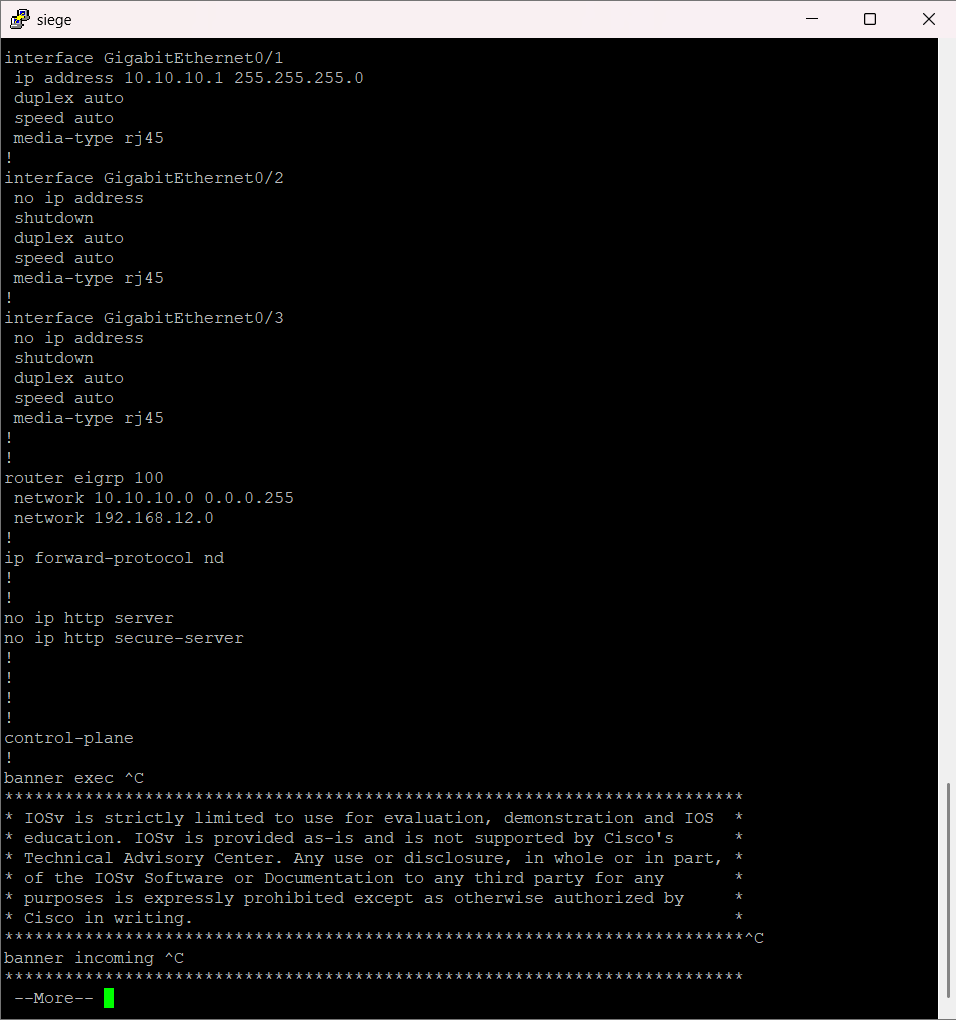 siege
interface GigabitEthernet0/1
 ip address 10.10.10.1 255.255.255.0
 duplex auto
 speed auto
 media-type rj45
!
interface GigabitEthernet0/2
 no ip address
 shutdown
 duplex auto
 speed auto
 media-type rj45
!
interface GigabitEthernet0/3
 no ip address
 shutdown
 duplex auto
 speed auto
 media-type rj45
!
!
router eigrp 100
 network 10.10.10.0 0.0.0.255
 network 192.168.12.0
!
ip forward-protocol nd
!
!
no ip http server
no ip http secure-server
!
!
!
!
control-plane
!
banner exec ^C
**************************************************************************
* IOSv is strictly limited to use for evaluation, demonstration and IOS  *
* education. IOSv is provided as-is and is not supported by Cisco's      *
* Technical Advisory Center. Any use or disclosure, in whole or in part, *
* of the IOSv Software or Documentation to any third party for any       *
* purposes is expressly prohibited except as otherwise authorized by     *
* Cisco in writing.                                                      *
**************************************************************************^C
banner incoming ^C
**************************************************************************
 --More--